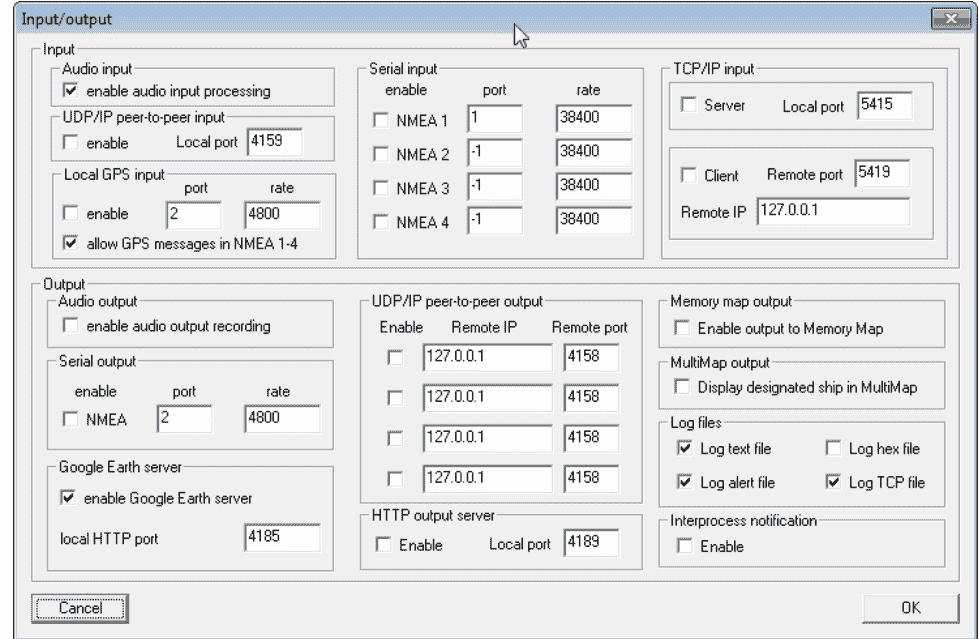 Input/output
Input
Audio input
enable audio input processing
UDP/IP peer-to-peer input
enable Local port 4159
Local GPS input
port rate
enable 2 4800
allow GPS messages in NMEA 1-4
Serial input
enable port rate
NMEA 1 1 38400
NMEA 2 -1 38400
NMEA 3 -1 38400
NMEA 4 -1 38400
TCP/IP input
Server Local port 5415
Client Remote port 5419
Remote IP 127.0.0.1
Output
Audio output
enable audio output recording
Serial output
enable port rate
NMEA 2 4800
Google Earth server
enable Google Earth server
local HTTP port 4185
UDP/IP peer-to-peer output
Enable Remote IP Remote port
127.0.0.1 4158
127.0.0.1 4158
127.0.0.1 4158
127.0.0.1 4158
HTTP output server
Enable Local port 4189
Memory map output
Enable output to Memory Map
MultiMap output
Display designated ship in MultiMap
Log files
Log text file Log hex file
Log alert file Log TCP file
Interprocess notification
Enable
Cancel OK